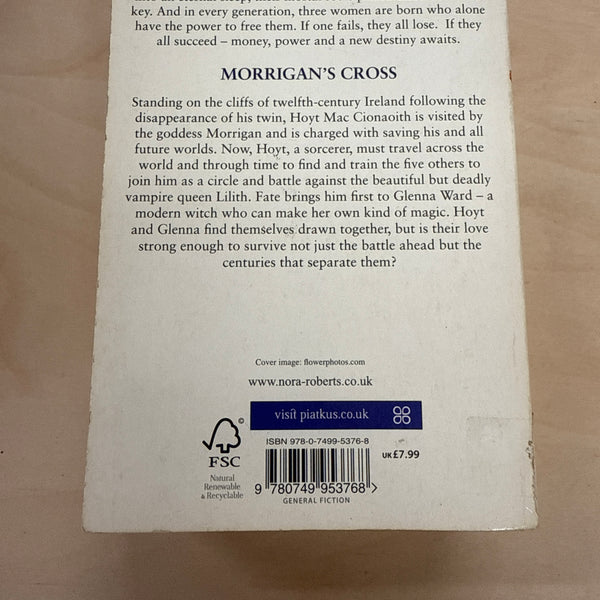 key. And in every generation, three women are born who alone
have the power to free them. If one fails, they all lose. If they
all succeed – money, power and a new destiny awaits.
MORRIGAN'S CROSS
Standing on the cliffs of twelfth-century Ireland following the
disappearance of his twin, Hoyt Mac Cionaoith is visited by
the goddess Morrigan and is charged with saving his and all
future worlds. Now, Hoyt, a sorcerer, must travel across the
world and through time to find and train the five others to
join him as a circle and battle against the beautiful but deadly
vampire queen Lilith. Fate brings him first to Glenna Ward – a
modern witch who can make her own kind of magic. Hoyt
and Glenna find themselves drawn together, but is their love
strong enough to survive not just the battle ahead but the
centuries that separate them?
Cover image: flowerphotos.com
www.nora-roberts.co.uk
visit piatkus.co.uk
©
FSC
Natural
Renewable
& Recyclable
ISBN 978-0-7499-5376-8
UK £7.99
9 780749 953768 >
GENERAL FICTION